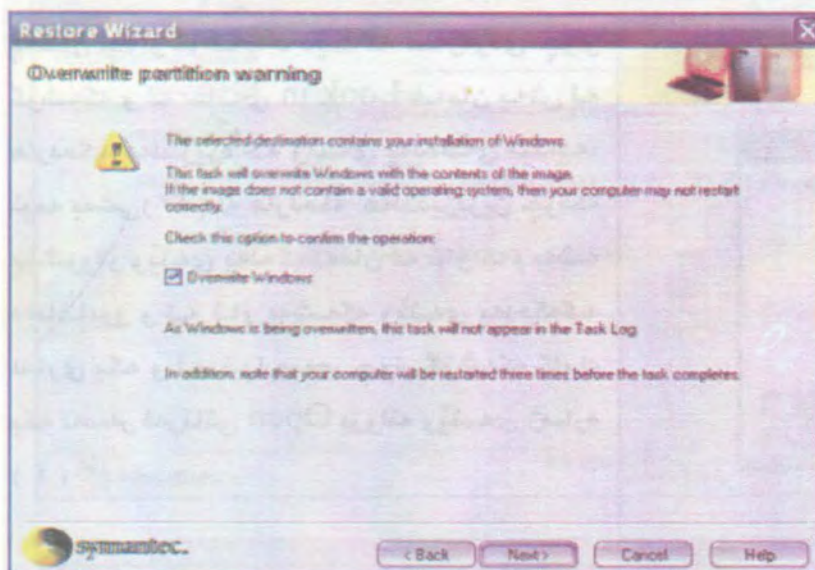 Restore Wizard
Overwrite partition warning
The selected destination contains your installation of Windows.
This task will overwrite Windows with the contents of the image.
If the image does not contain a valid operating system, then your computer may not restart
correctly.
Check this option to confirm the operation:
Overwrite Windows
As Windows is being overwritten, this task will not appear in the Task Log
In addition, note that your computer will be restarted three times before the task completes.
symantec.
< Back
Next >
Cancel
Help